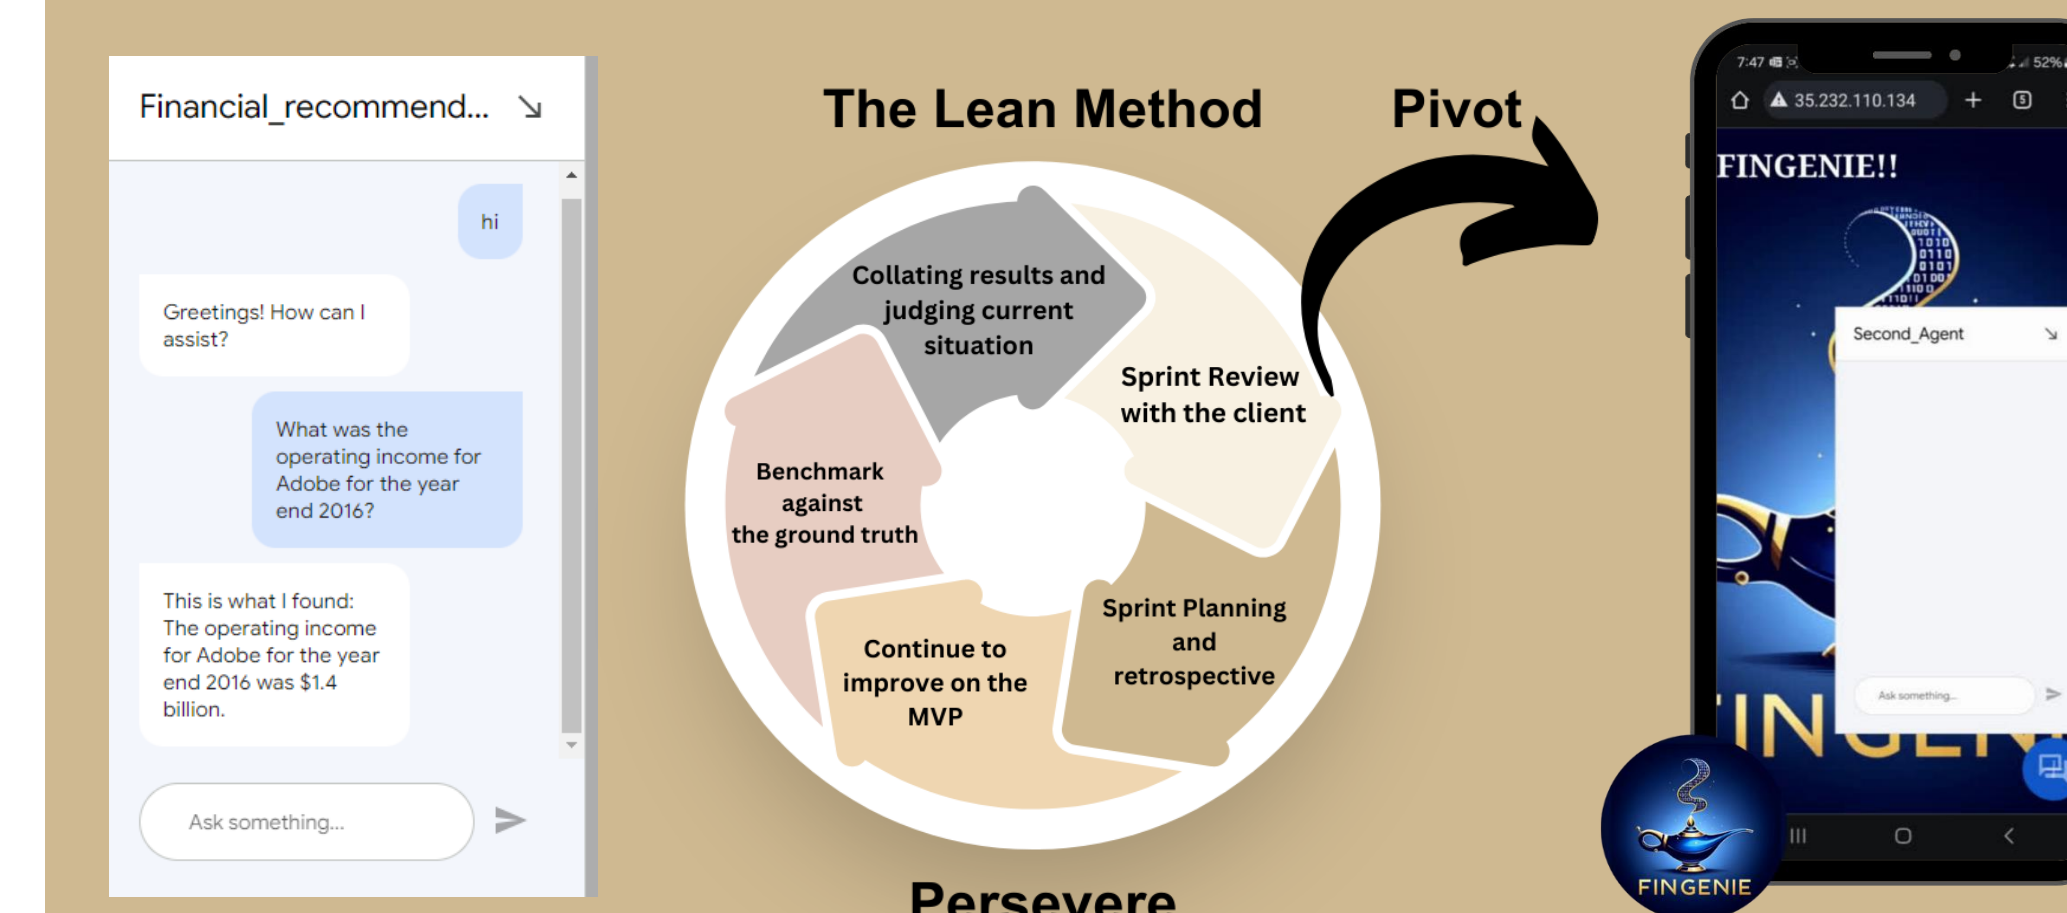 Financial_recommend...
hi
Greetings! How can I
assist?
What was the
operating income for
Adobe for the year
end 2016?
This is what I found:
The operating income
for Adobe for the year
end 2016 was $1.4
billion.
Ask something...
The Lean Method
Pivot
Collating results and
judging current
situation
Sprint Review
with the client
Benchmark
against
the ground truth
Sprint Planning
and
retrospective
Continue to
improve on the
MVP
Persevere
7:47
52%
35.232.110.134
5
FINGENIE!!
Second_Agent
Ask something...
FINGENIE